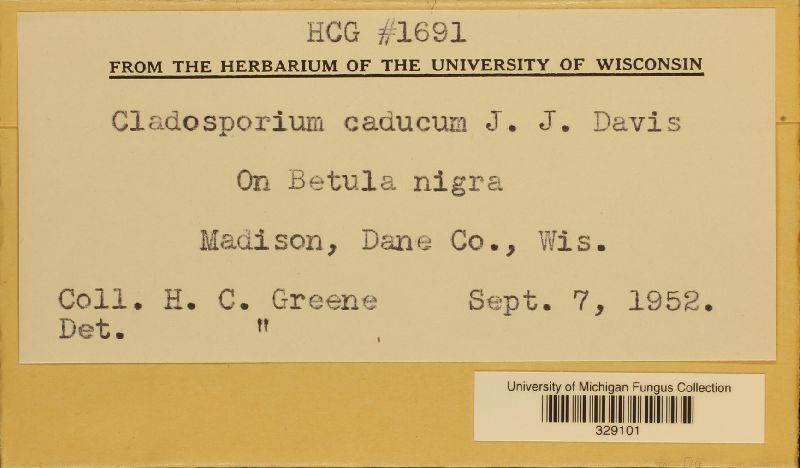 HCG #1691
FROM THE HERBARIUM OF THE UNIVERSITY OF WISCONSIN
Cladosporium caducum J. J. Davis
On Betula nigra
Madison, Dane Co., Wis.
Coll. H. C. Greene Sept. 7, 1952.
Det. "
University of Michigan Fungus Collection
329101